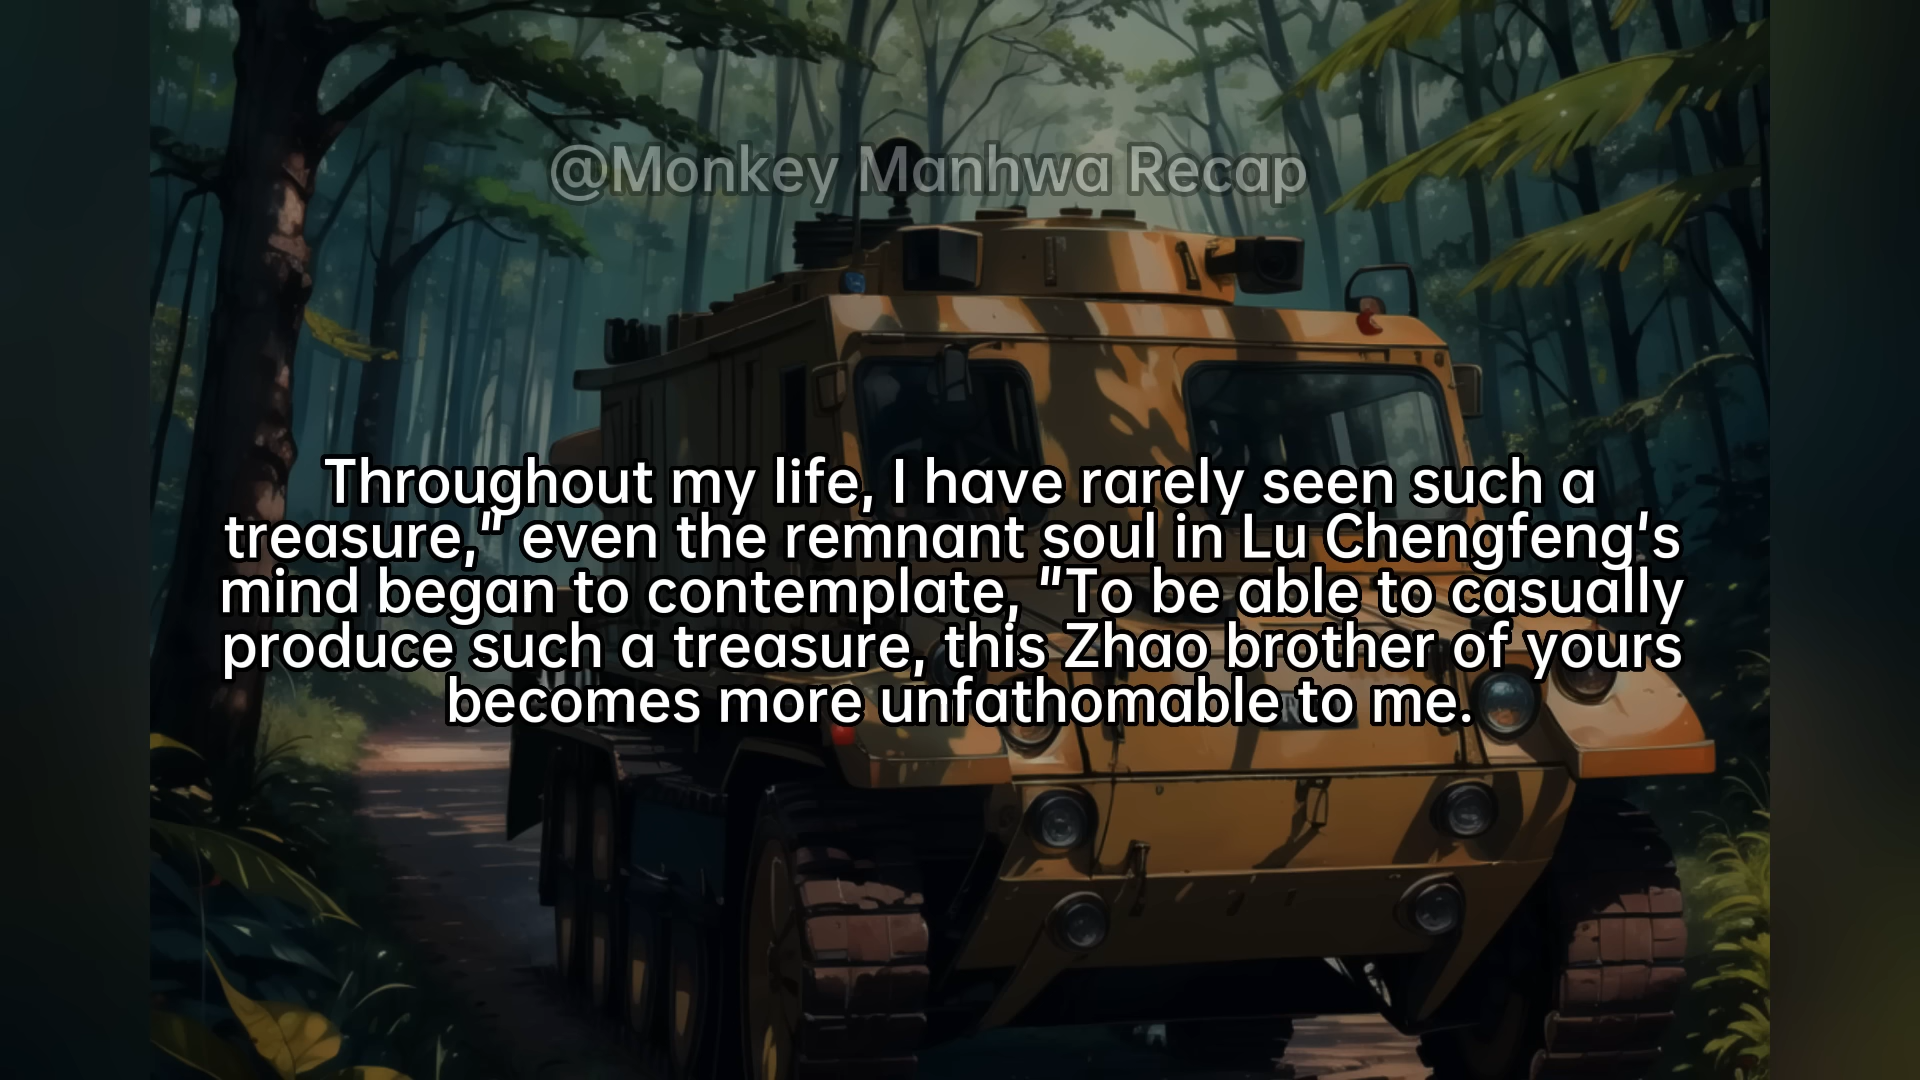 @Monkey Manhwa Recap
Throughout my life, I have rarely seen such a
treasure," even the remnant soul in Lu Chengfeng's
mind began to contemplate, "To be able to casually
produce such a treasure, this Zhao brother of yours
becomes more unfathomable to me.